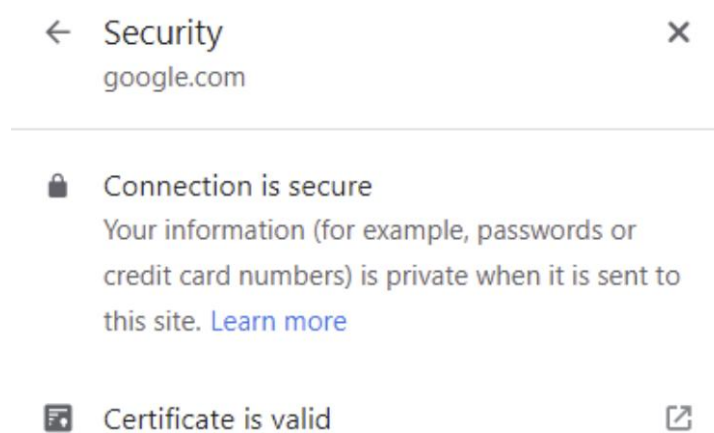 Security
google.com
Connection is secure
Your information (for example, passwords or
credit card numbers) is private when it is sent to
this site. Learn more
Certificate is valid